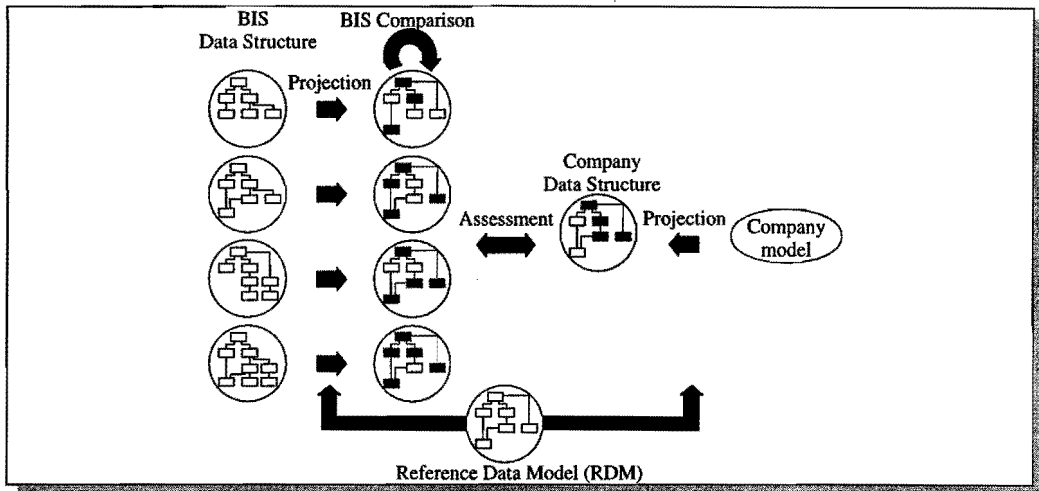 BIS
Data Structure
BIS Comparison
Projection
Company
Data Structure
Assessment
Projection
Company
model
Reference Data Model (RDM)